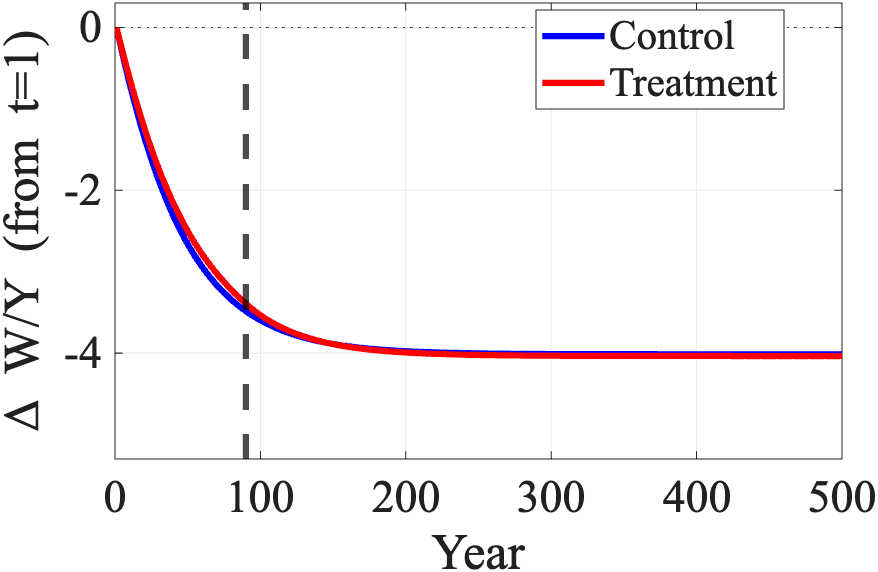 Δ W/Y (from t=1)
0
-2
-4
Control
Treatment
0 100 200 300 400 500
Year